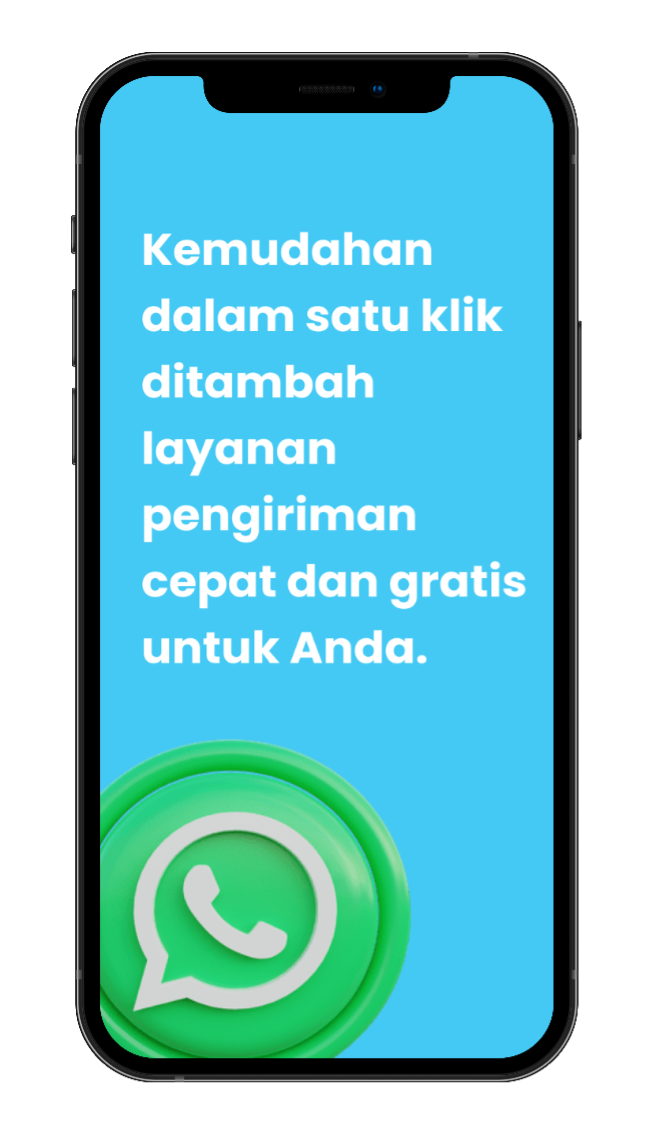 Kemudahan
dalam satu klik
ditambah
layanan
pengiriman
cepat dan gratis
untuk Anda.